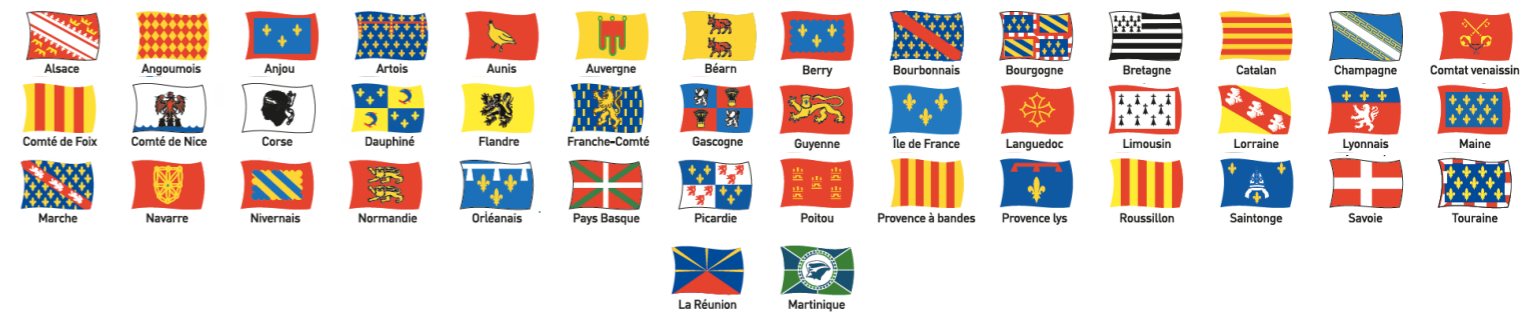 Alsace Angoumois Anjou Artois Aunis Auvergne Béarn Berry Bourbonnais Bourgogne Bretagne Catalan Champagne Comtat venaissin
Comté de Foix Comté de Nice Corse Dauphiné Flandre Franche-Comté Gascogne Guyenne Île de France Languedoc Limousin Lorraine Lyonnais Maine
Marche Navarre Nivernais Normandie Orléanais Pays Basque Picardie Poitou Provence à bandes Provence lys Roussillon Saintonge Savoie Touraine
La Réunion Martinique